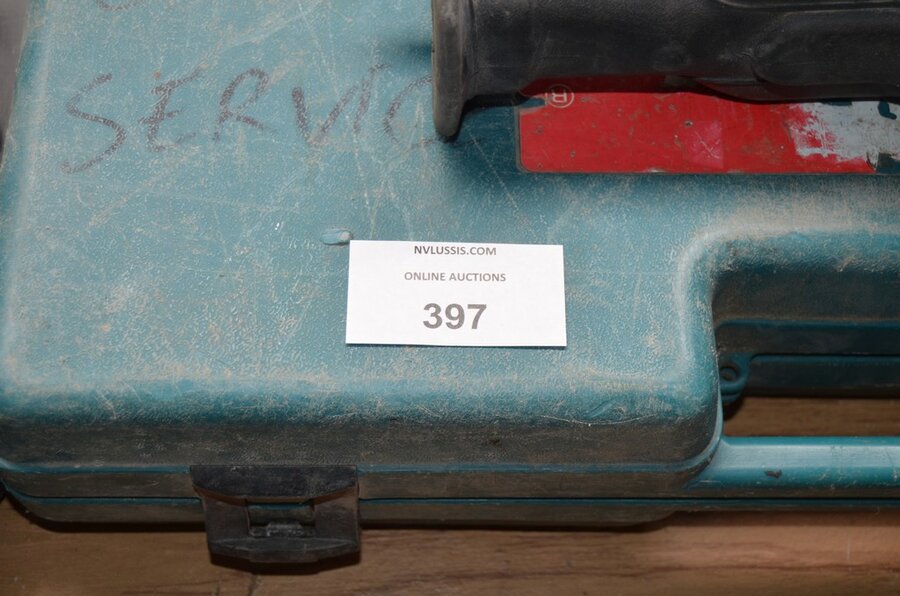 SERVIC
®
NVLUSSIS.COM
ONLINE AUCTIONS
397